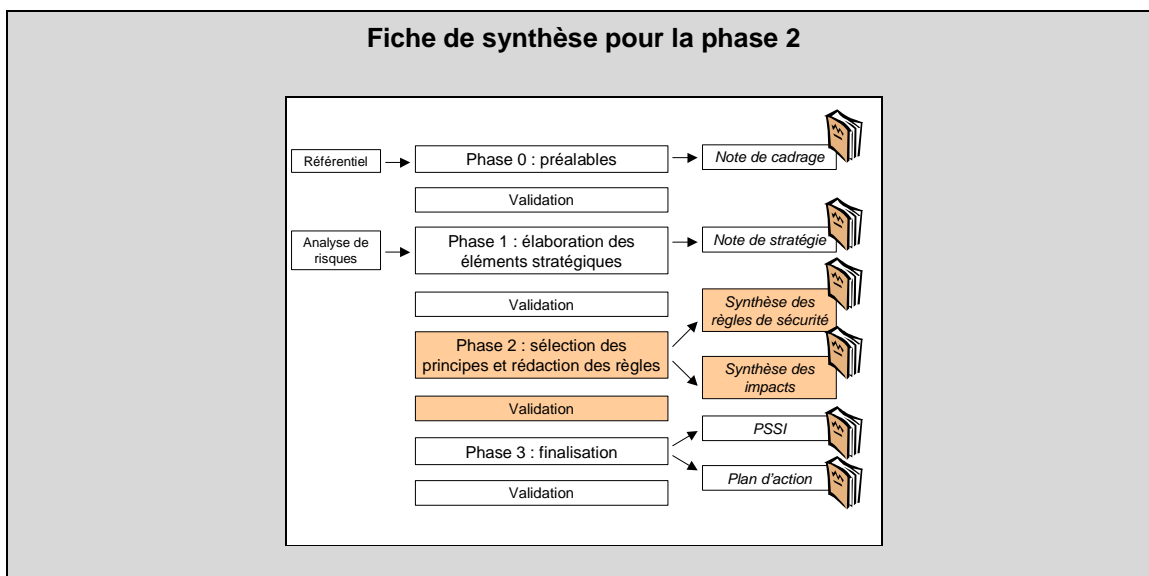 Fiche de synthèse pour la phase 2
Référentiel
Phase 0 : préalables
Note de cadrage
Validation
Analyse de
risques
Phase 1 : élaboration des
éléments stratégiques
Note de stratégie
Validation
Synthèse des
règles de sécurité
Phase 2 : sélection des
principes et rédaction des règles
Synthèse des
impacts
Validation
PSSI
Phase 3 : finalisation
Plan d'action
Validation